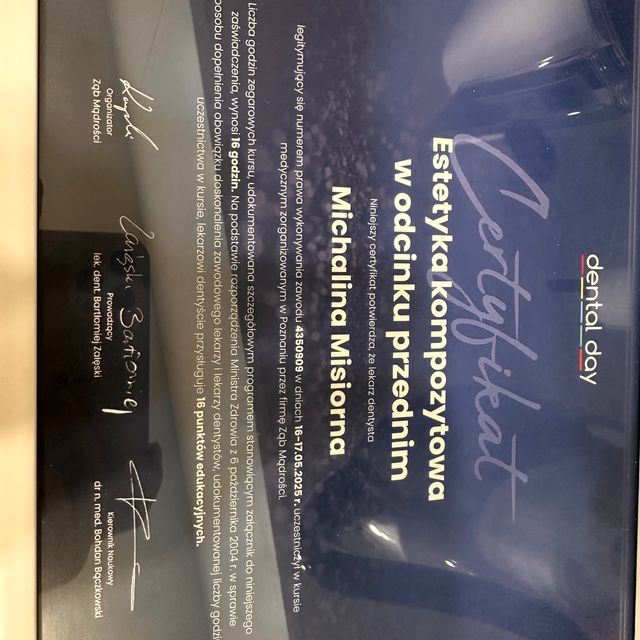 dental day
Certyfikat
Estetyka kompozytowa
w odcinku przednim
Niniejszy certyfikat potwierdza, że lekarz dentysta
Michalina Misiorna
legitymujący się numerem prawa wykonywania zawodu 4350909 w dniach 16-17.05.2025 r. uczestniczył w kursie
medycznym zorganizowanym w Poznaniu przez firmę Ząb Mądrości.
Liczba godzin zegarowych kursu, udokumentowana szczegółowym programem stanowiącym załącznik do niniejszego
zaświadczenia, wynosi 16 godzin. Na podstawie rozporządzenia Ministra Zdrowia z 6 października 2004 r. w sprawie
sposobu dopełnienia obowiązku doskonalenia zawodowego lekarzy i lekarzy dentystów, udokumentowanej liczby godzin
uczestnictwa w kursie, lekarzowi dentyście przysługuje 16 punktów edukacyjnych.
Zaleski Bartłomiej
Organizator
Ząb Mądrości
Prowadzący
lek. dent. Bartłomiej Zaleski
Kierownik Naukowy
dr n. med. Bohdan Bączkowski